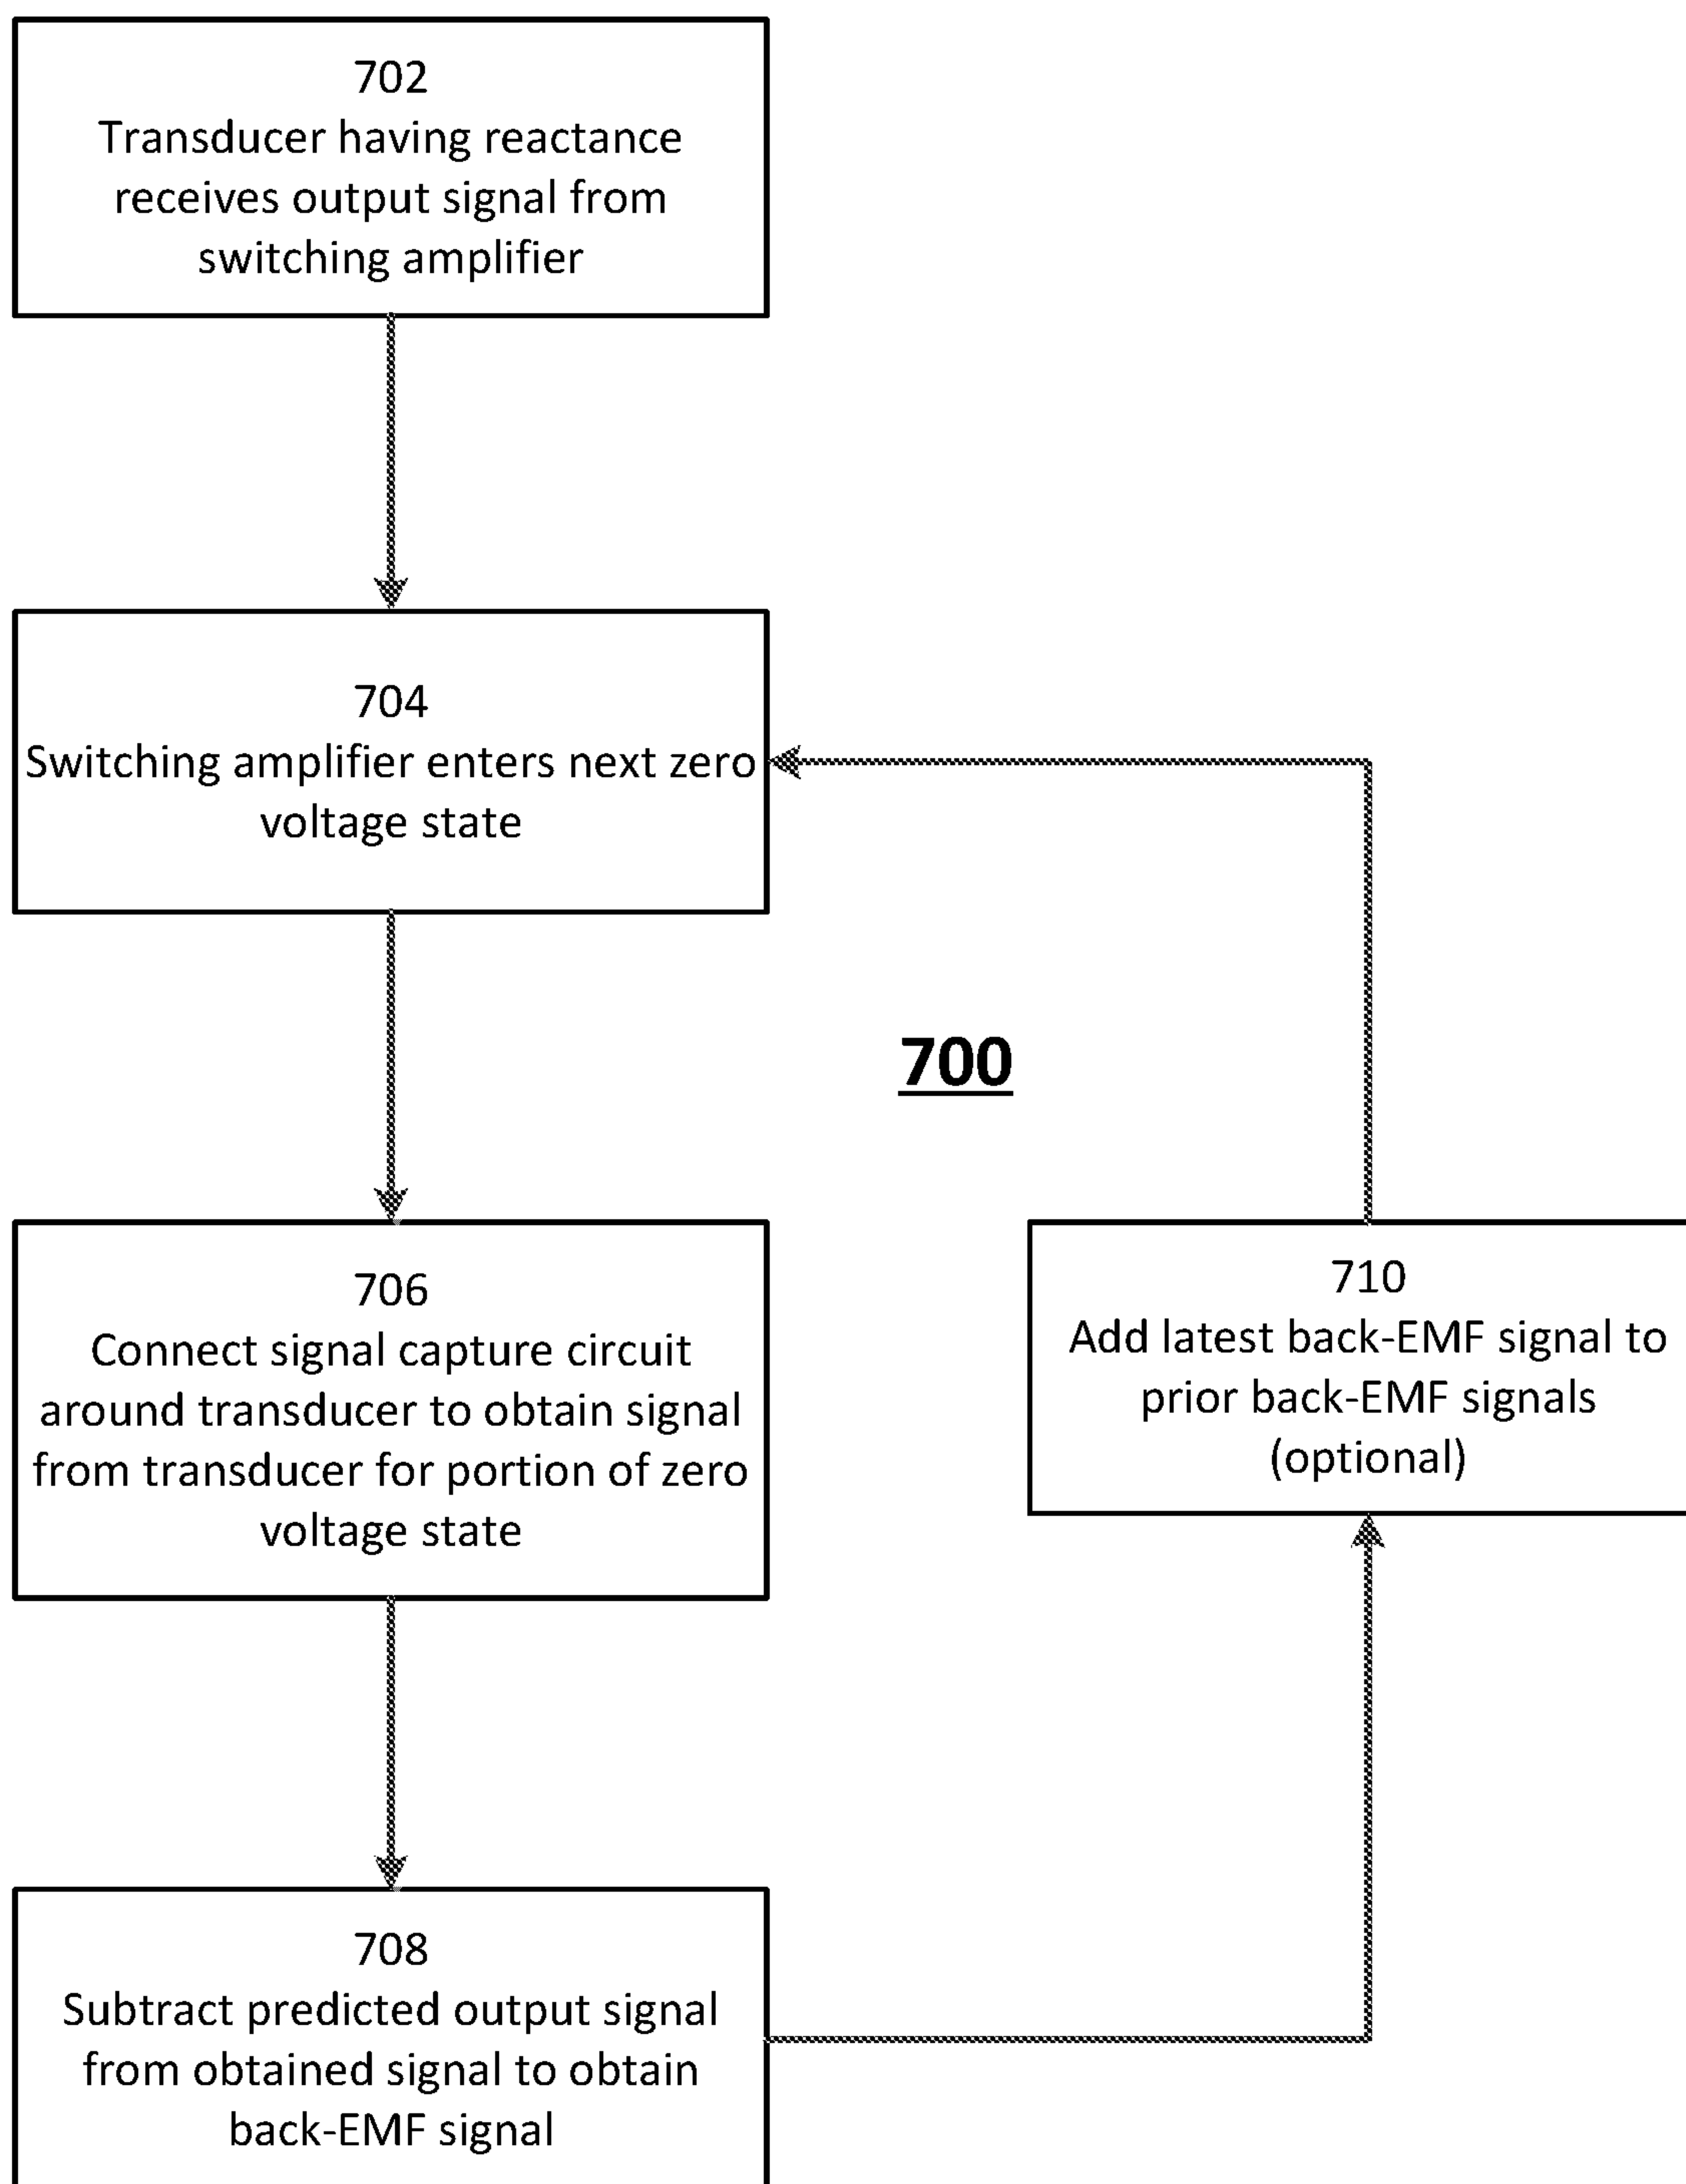 702
Transducer having reactance
receives output signal from
switching amplifier
704
Switching amplifier enters next zero
voltage state
700
706
Connect signal capture circuit
around transducer to obtain signal
from transducer for portion of zero
voltage state
710
Add latest back-EMF signal to
prior back-EMF signals
(optional)
708
Subtract predicted output signal
from obtained signal to obtain
back-EMF signal